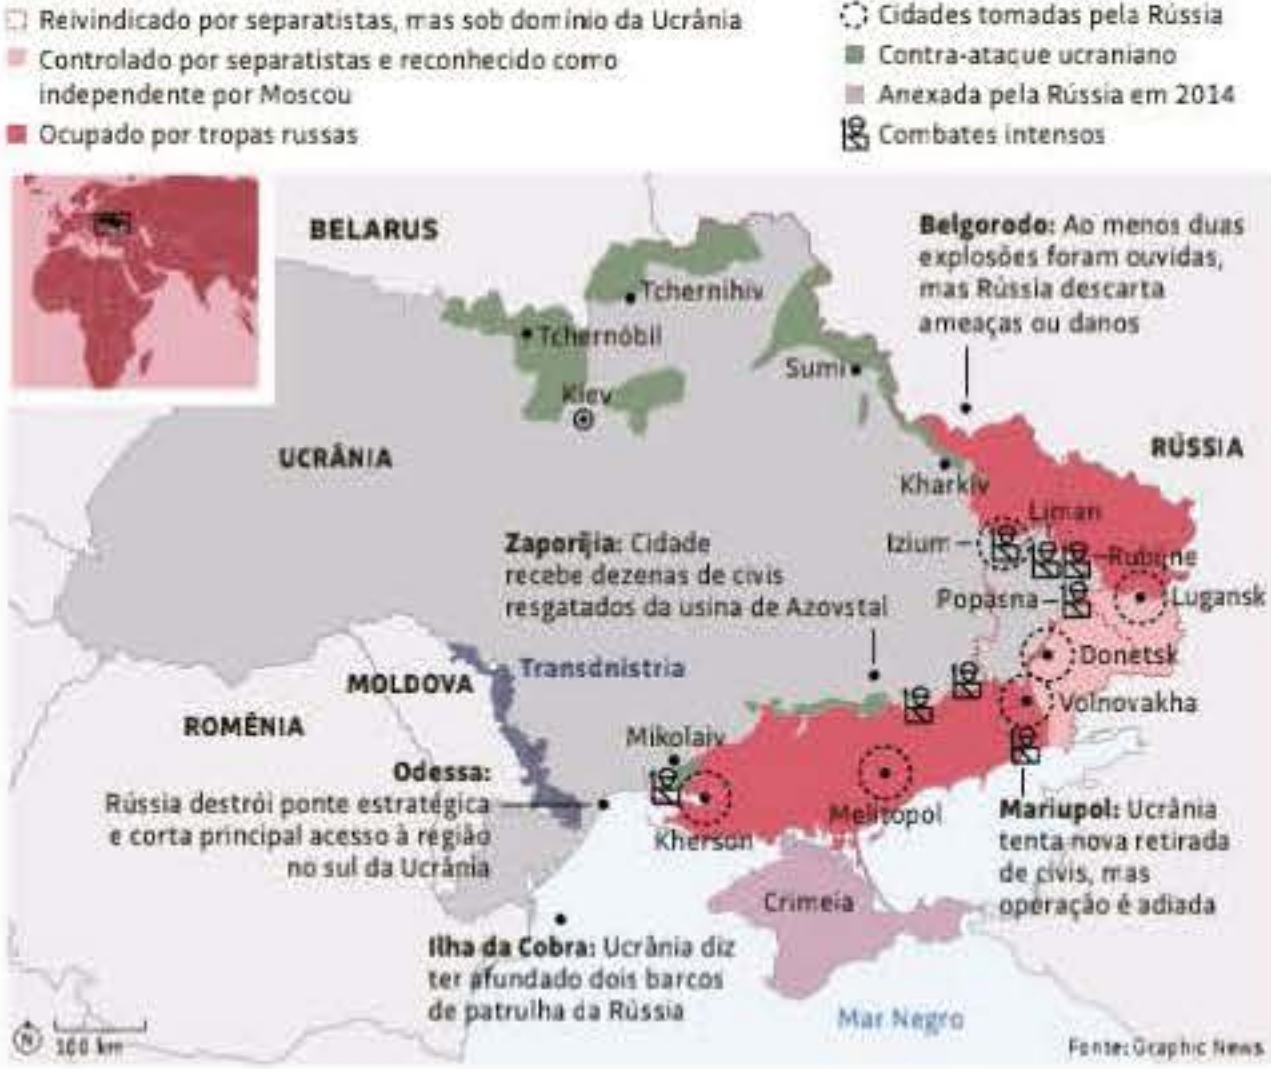 Reivindicado por separatistas, mas sob domínio da Ucrânia
Controlado por separatistas e reconhecido como
independente por Moscou
Ocupado por tropas russas
Cidades tomadas pela Rússia
Contra-ataque ucraniano
Anexada pela Rússia em 2014
Combates intensos
BELARUS
Belgorodo: Ao menos duas
explosões foram ouvidas,
mas Rússia descarta
ameaças ou danos
Tchernihiv
Tchernóbil
Sumi
Kiev
UCRÂNIA
RÚSSIA
Kharkiv
Liman
Izium
Rubijne
Zaporíjia: Cidade
recebe dezenas de civis
resgatados da usina de Azovstal
Popasna
Lugansk
Donetsk
Transdnístria
MOLDOVA
Volnovakha
ROMÊNIA
Mikolaiv
Odessa:
Rússia destrói ponte estratégica
e corta principal acesso à região
no sul da Ucrânia
Kherson
Melitopol
Mariupol: Ucrânia
tenta nova retirada
de civis, mas
operação é adiada
Crimeia
Ilha da Cobra: Ucrânia diz
ter afundado dois barcos
de patrulha da Rússia
Mar Negro
N
100 km
Fonte: Graphic News